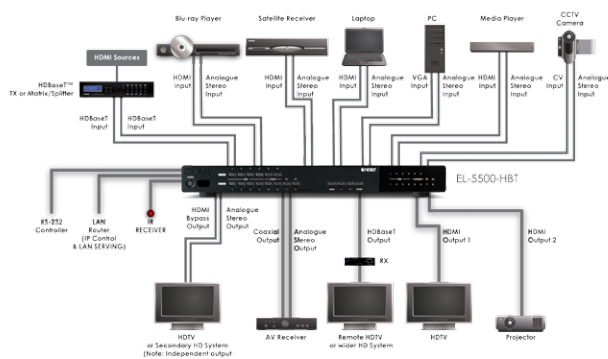 Blu-ray Player
Satellite Receiver
Laptop
PC
Media Player
CCTV
Camera
HDMI Sources
HDBaseT™
TX or Matrix/Splitter
HDMI
Input
Analogue
Stereo
Input
HDMI
Input
Analogue
Stereo
Input
HDMI
Input
Analogue
Stereo
Input
VGA
Input
Analogue
Stereo
Input
HDMI
Input
Analogue
Stereo
Input
CV
Input
Analogue
Stereo
Input
HDBaseT
Input
HDBaseT
Input
EL-5500-HBT
RS-232
Controller
LAN
Router
(IP Control
& LAN SERVING)
IR
RECEIVER
HDMI
Bypass
Output
Analogue
Stereo
Output
Coaxial
Output
Analogue
Stereo
Output
HDBaseT
Output
RX
HDMI
Output 1
HDMI
Output 2
HDTV
or Secondary HD System
(Note: Independent output
AV Receiver
Remote HDTV
or wider HD System
HDTV
Projector